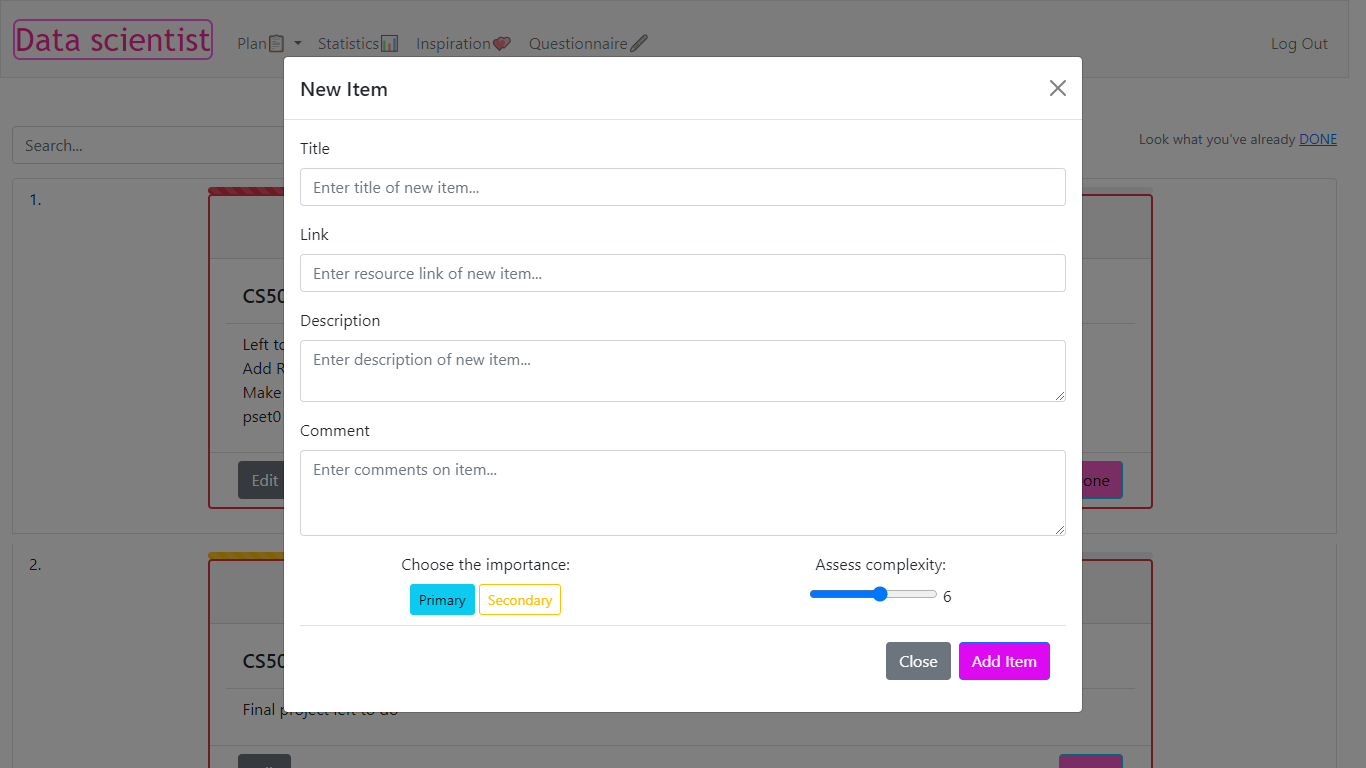 Data scientist Plan📋 Statistics📊 Inspiration💖 Questionnaire🖊 Log Out
New Item
Search...
Look what you've already DONE
Title
Enter title of new item...
1.
Link
Enter resource link of new item...
CS50
Description
Left to
Enter description of new item...
Add R
Make
pset0
Comment
Enter comments on item...
Edit
one
2.
Choose the importance:
Assess complexity:
Primary Secondary
6
CS50
Close Add Item
Final project left to do